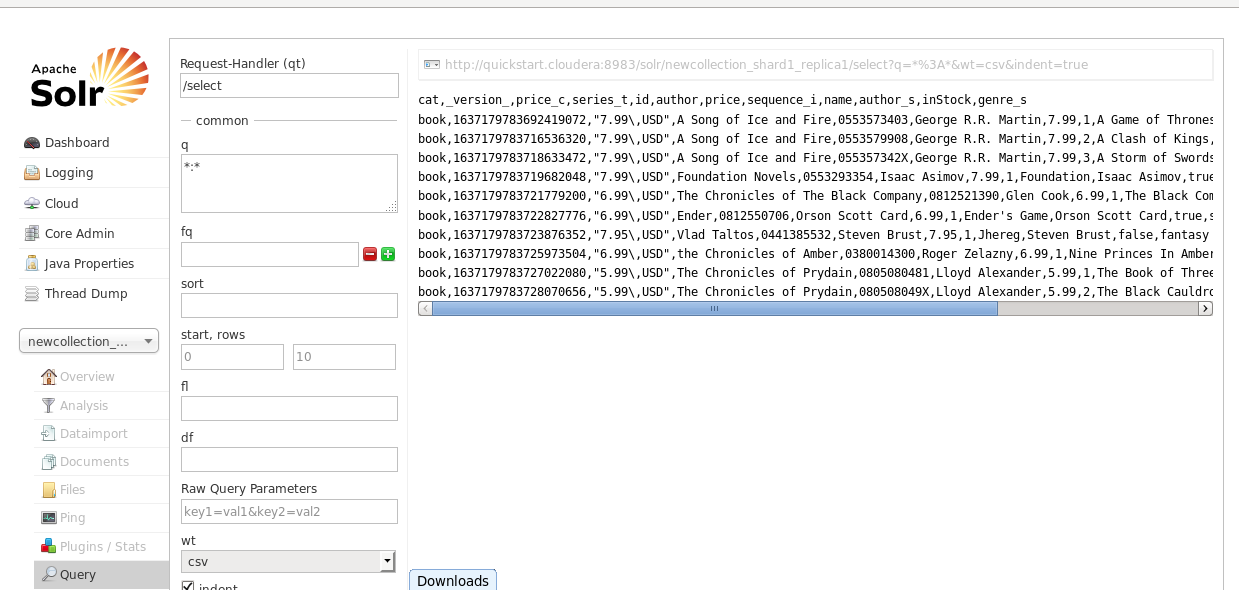 Apache
Solr
Dashboard
Logging
Cloud
Core Admin
Java Properties
Thread Dump
newcollection_...
Overview
Analysis
Dataimport
Documents
Files
Ping
Plugins / Stats
Query
Request-Handler (qt)
/select
common
q
*:*
fq
sort
start, rows
0 10
fl
df
Raw Query Parameters
key1=val1&key2=val2
wt
csv
indent
http://quickstart.cloudera:8983/solr/newcollection_shard1_replica1/select?q=*%3A*&wt=csv&indent=true
cat,_version_,price_c,series_t,id,author,price,sequence_i,name,author_s,inStock,genre_s
book,1637179783692419072,"7.99\,USD",A Song of Ice and Fire,0553573403,George R.R. Martin,7.99,1,A Game of Thrones
book,1637179783716536320,"7.99\,USD",A Song of Ice and Fire,0553579908,George R.R. Martin,7.99,2,A Clash of Kings,
book,1637179783718633472,"7.99\,USD",A Song of Ice and Fire,055357342X,George R.R. Martin,7.99,3,A Storm of Swords
book,1637179783719682048,"7.99\,USD",Foundation Novels,0553293354,Isaac Asimov,7.99,1,Foundation,Isaac Asimov,true
book,1637179783721779200,"6.99\,USD",The Chronicles of The Black Company,0812521390,Glen Cook,6.99,1,The Black Com
book,1637179783722827776,"6.99\,USD",Ender,0812550706,Orson Scott Card,6.99,1,Ender's Game,Orson Scott Card,true,s
book,1637179783723876352,"7.95\,USD",Vlad Taltos,0441385532,Steven Brust,7.95,1,Jhereg,Steven Brust,false,fantasy
book,1637179783725973504,"6.99\,USD",the Chronicles of Amber,0380014300,Roger Zelazny,6.99,1,Nine Princes In Amber
book,1637179783727022080,"5.99\,USD",The Chronicles of Prydain,0805080481,Lloyd Alexander,5.99,1,The Book of Three
book,1637179783728070656,"5.99\,USD",The Chronicles of Prydain,080508049X,Lloyd Alexander,5.99,2,The Black Cauldro
Downloads